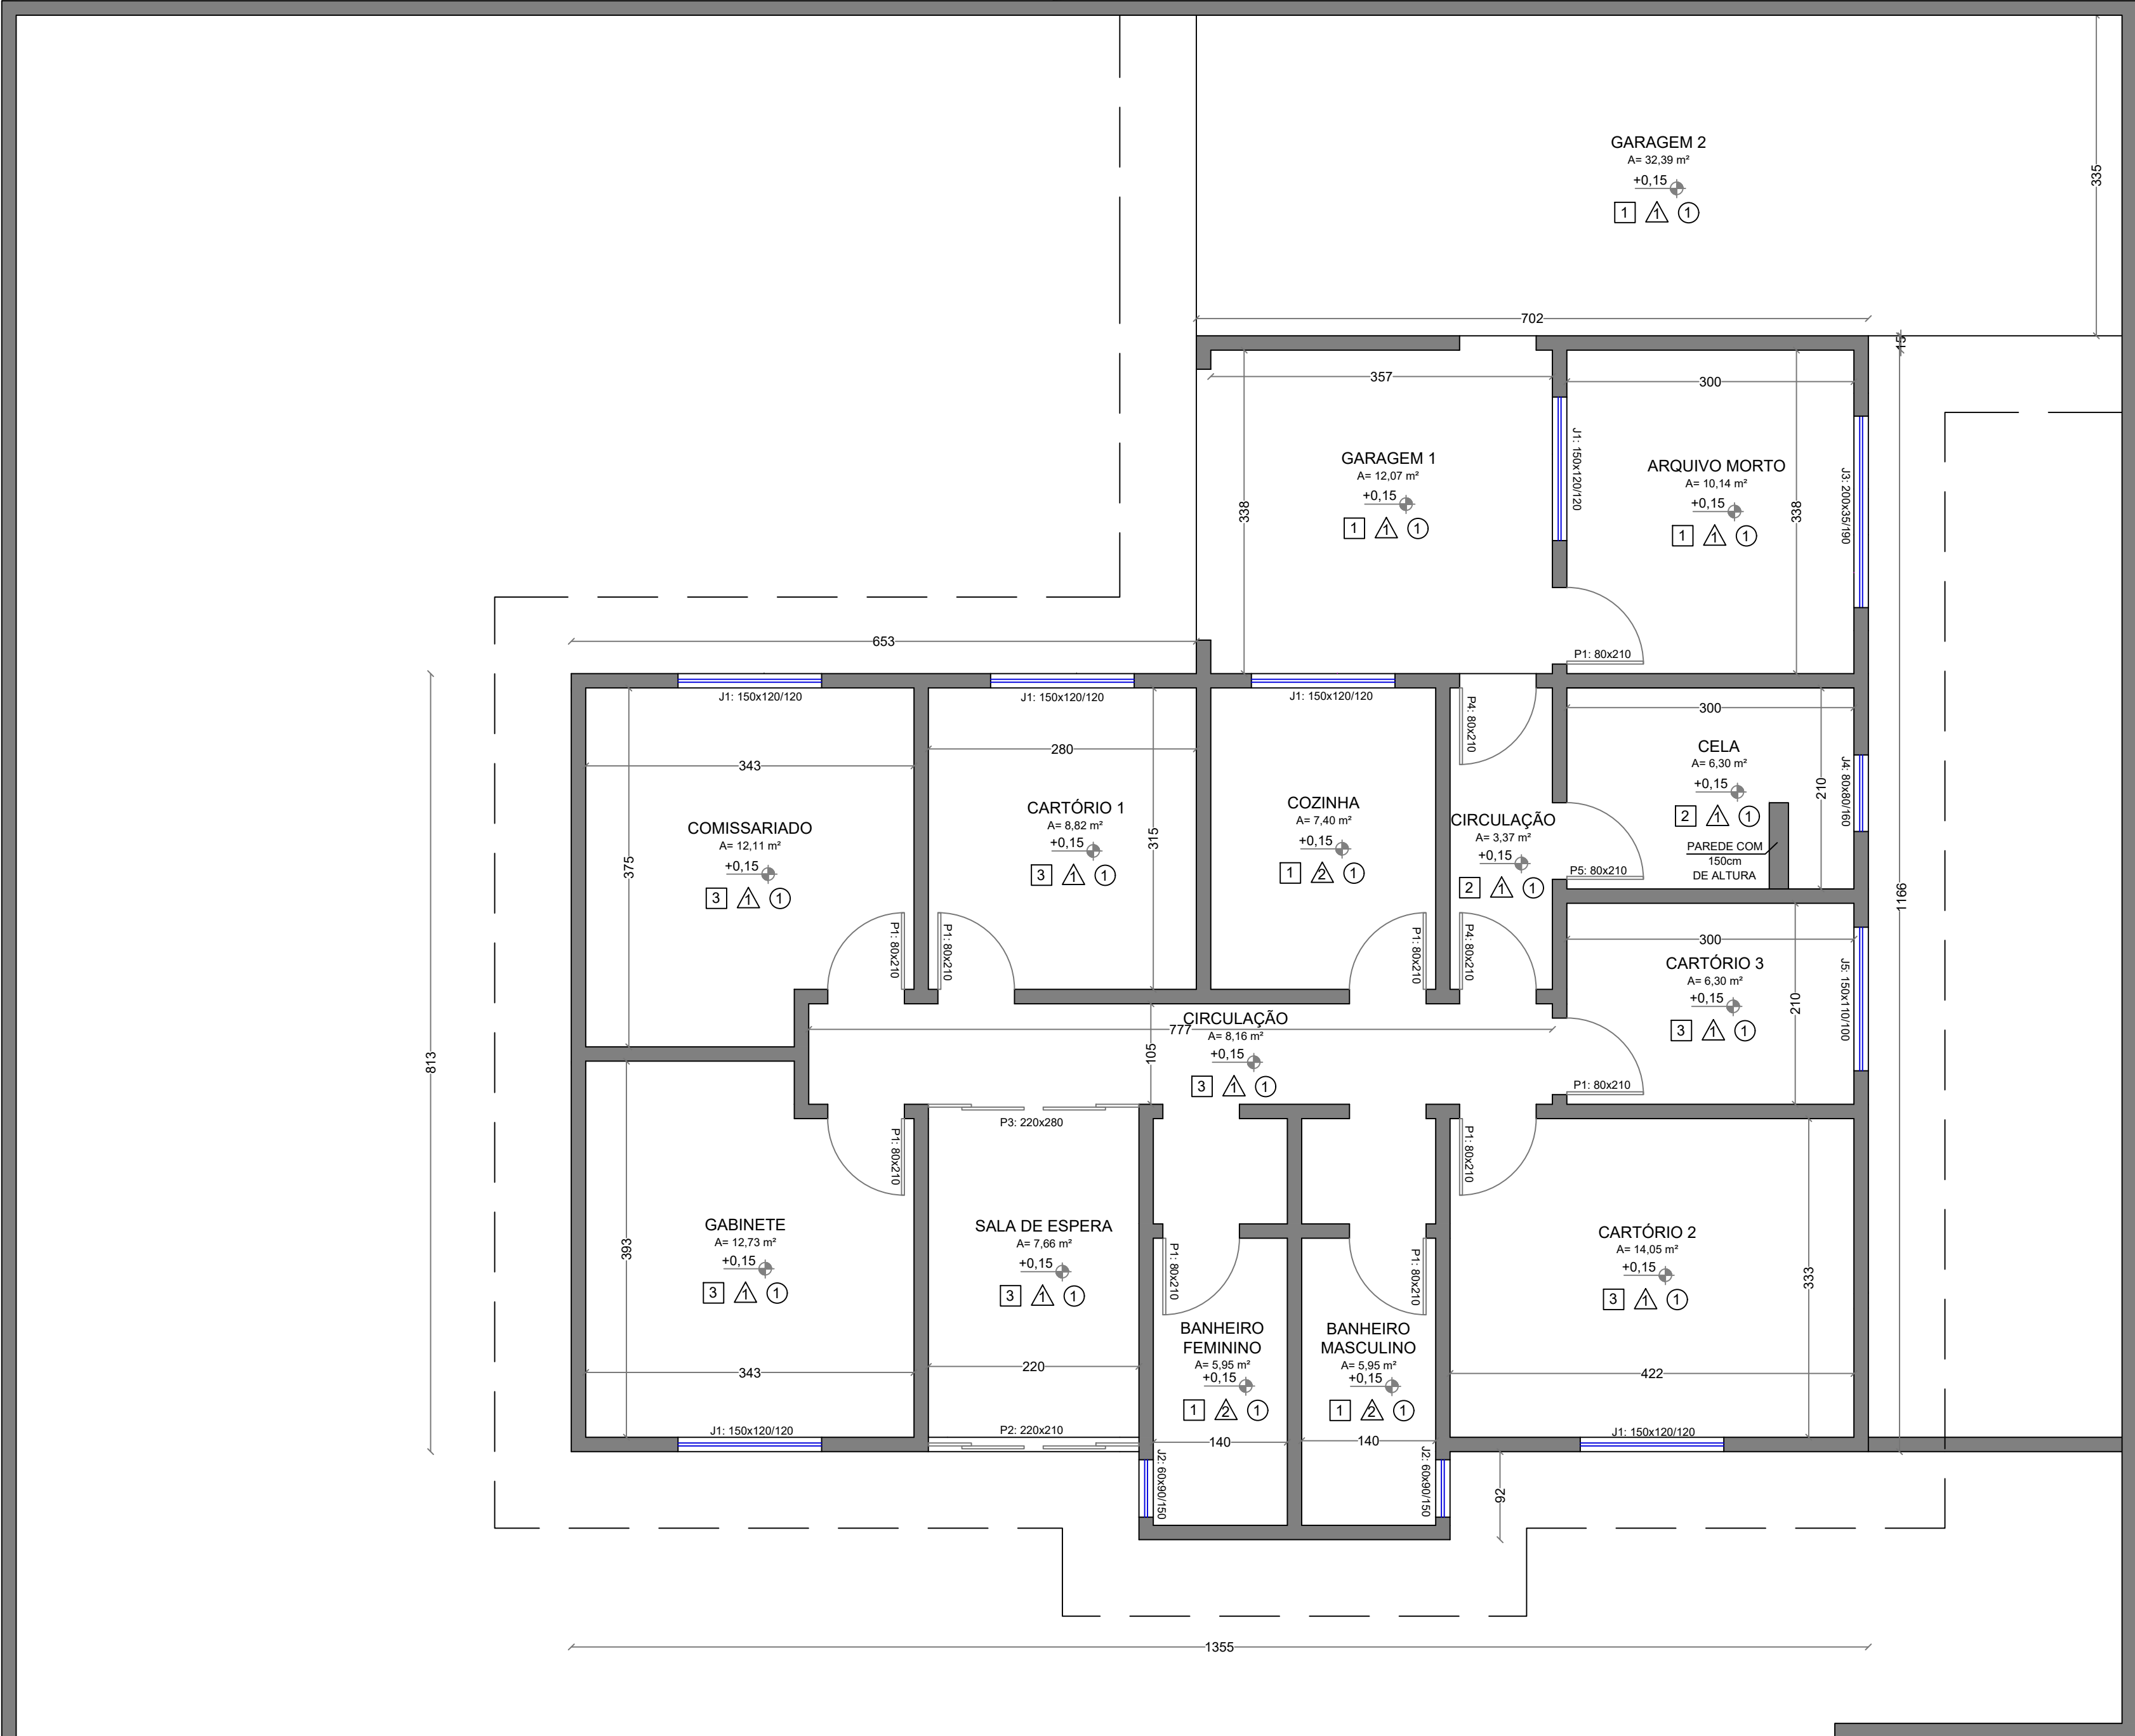 GARAGEM 2
A= 32,39 m²
+0,15
1 1 1
335
702
15
357
300
GARAGEM 1
A= 12,07 m²
+0,15
1 1 1
338
J1: 150x120/120
ARQUIVO MORTO
A= 10,14 m²
+0,15
1 1 1
338
J3: 200x35/190
P1: 80x210
653
J1: 150x120/120
J1: 150x120/120
J1: 150x120/120
P4: 80x210
300
343
280
COMISSARIADO
A= 12,11 m²
+0,15
3 1 1
375
CARTÓRIO 1
A= 8,82 m²
+0,15
3 1 1
315
COZINHA
A= 7,40 m²
+0,15
1 2 1
CIRCULAÇÃO
A= 3,37 m²
+0,15
2 1 1
CELA
A= 6,30 m²
+0,15
2 1 1
210
J4: 80x80/160
PAREDE COM
150cm
DE ALTURA
P5: 80x210
1166
P1: 80x210
P1: 80x210
P1: 80x210
P4: 80x210
300
CARTÓRIO 3
A= 6,30 m²
+0,15
3 1 1
210
J5: 150x110/100
P1: 80x210
813
CIRCULAÇÃO
777
A= 8,16 m²
+0,15
3 1 1
105
P3: 220x280
P1: 80x210
P1: 80x210
GABINETE
A= 12,73 m²
+0,15
3 1 1
393
343
J1: 150x120/120
SALA DE ESPERA
A= 7,66 m²
+0,15
3 1 1
220
P2: 220x210
P1: 80x210
P1: 80x210
BANHEIRO
FEMININO
A= 5,95 m²
+0,15
1 2 1
140
J2: 60x90/150
BANHEIRO
MASCULINO
A= 5,95 m²
+0,15
1 2 1
140
J2: 60x90/150
CARTÓRIO 2
A= 14,05 m²
+0,15
3 1 1
333
422
J1: 150x120/120
92
1355